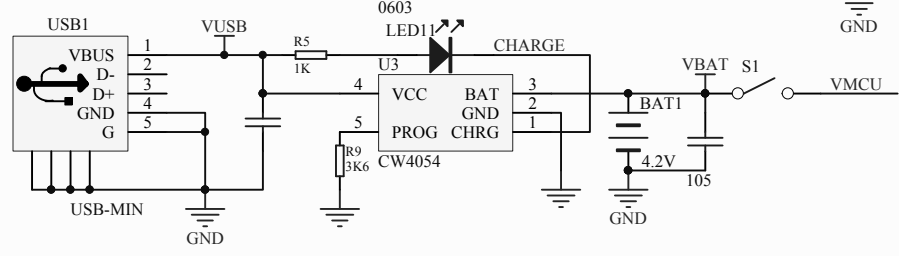 0603
GND
USB1
VUSB
LED11
R5
1K
CHARGE
VBUS 1
D- 2
D+ 3
GND 4
G 5
USB-MIN
GND
U3
4 VCC
5 PROG
BAT 3
GND 2
CHRG 1
CW4054
R9
3K6
VBAT
S1
VMCU
BAT1
4.2V
105
GND